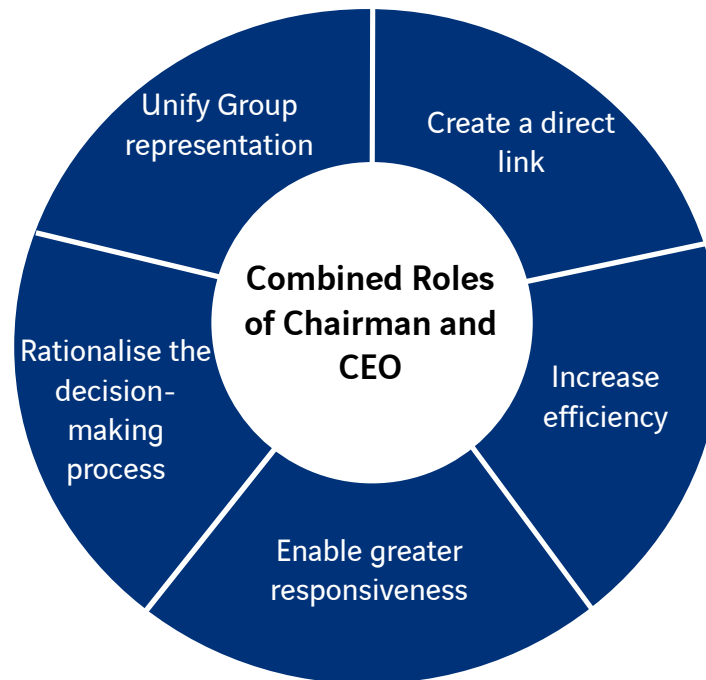 Unify Group
representation
Create a direct
link
Combined Roles
of Chairman and
CEO
Rationalise the
decision-
making
process
Increase
efficiency
Enable greater
responsiveness